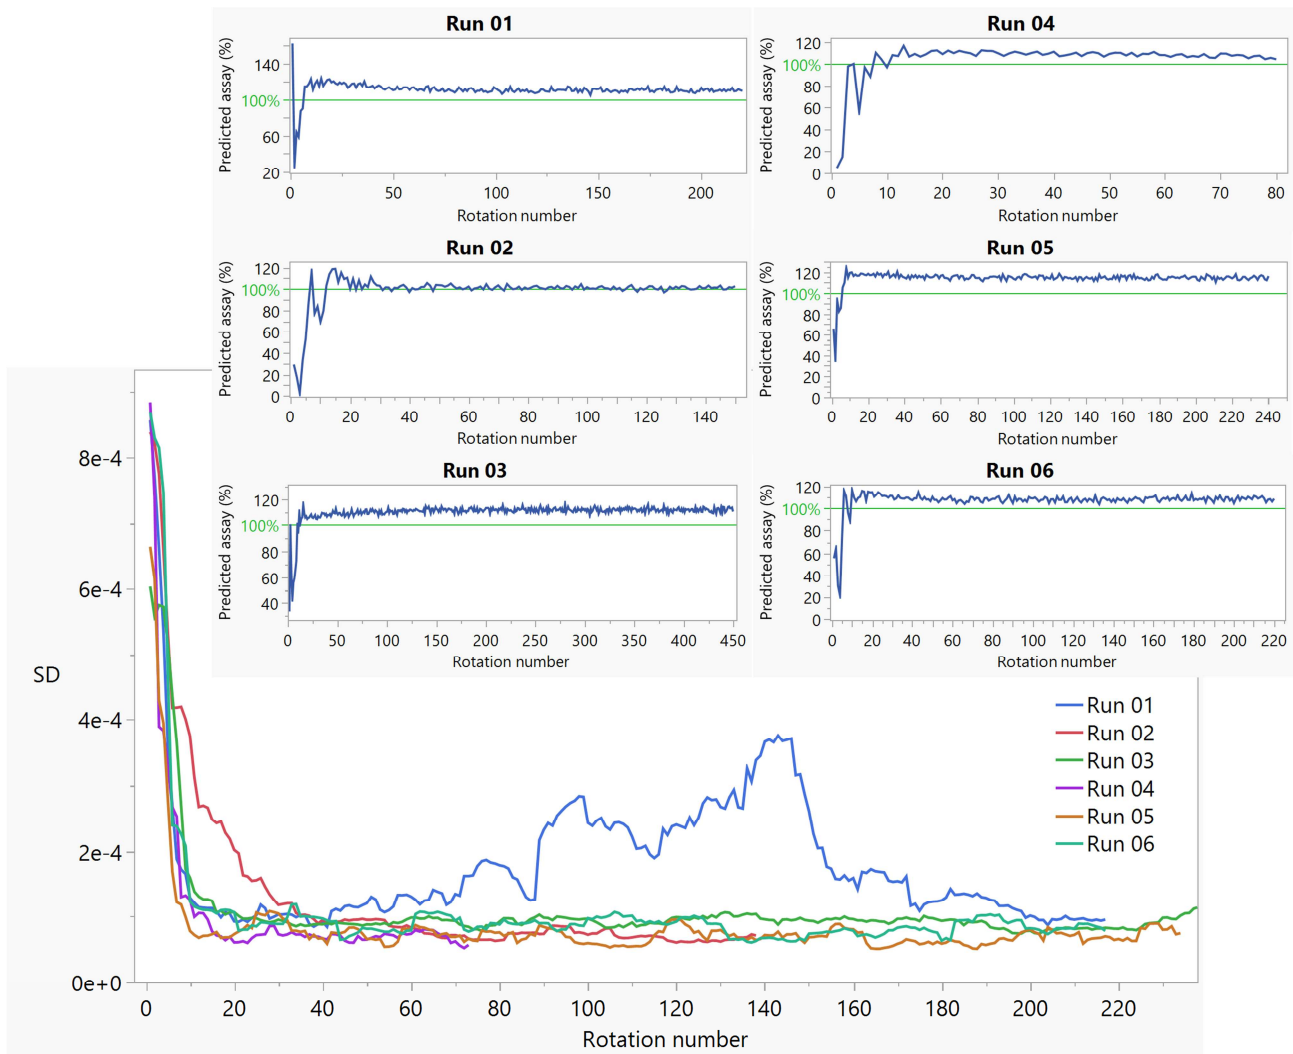 Run 01
Predicted assay (%)
140
100%
60
20
0 50 100 150 200
Rotation number
Run 04
Predicted assay (%)
120
100%
80
60
40
20
0
0 10 20 30 40 50 60 70 80
Rotation number
Run 02
Predicted assay (%)
120
100%
80
60
40
20
0
0 20 40 60 80 100 120 140
Rotation number
Run 05
Predicted assay (%)
120
100%
80
60
40
20
0
0 20 40 60 80 100 120 140 160 180 200 220 240
Rotation number
Run 03
Predicted assay (%)
120
100%
80
60
40
0 50 100 150 200 250 300 350 400 450
Rotation number
Run 06
Predicted assay (%)
120
100%
80
60
40
20
0
0 20 40 60 80 100 120 140 160 180 200 220
Rotation number
SD
8e-4
6e-4
4e-4
2e-4
0e+0
0 20 40 60 80 100 120 140 160 180 200 220
Rotation number
Run 01
Run 02
Run 03
Run 04
Run 05
Run 06